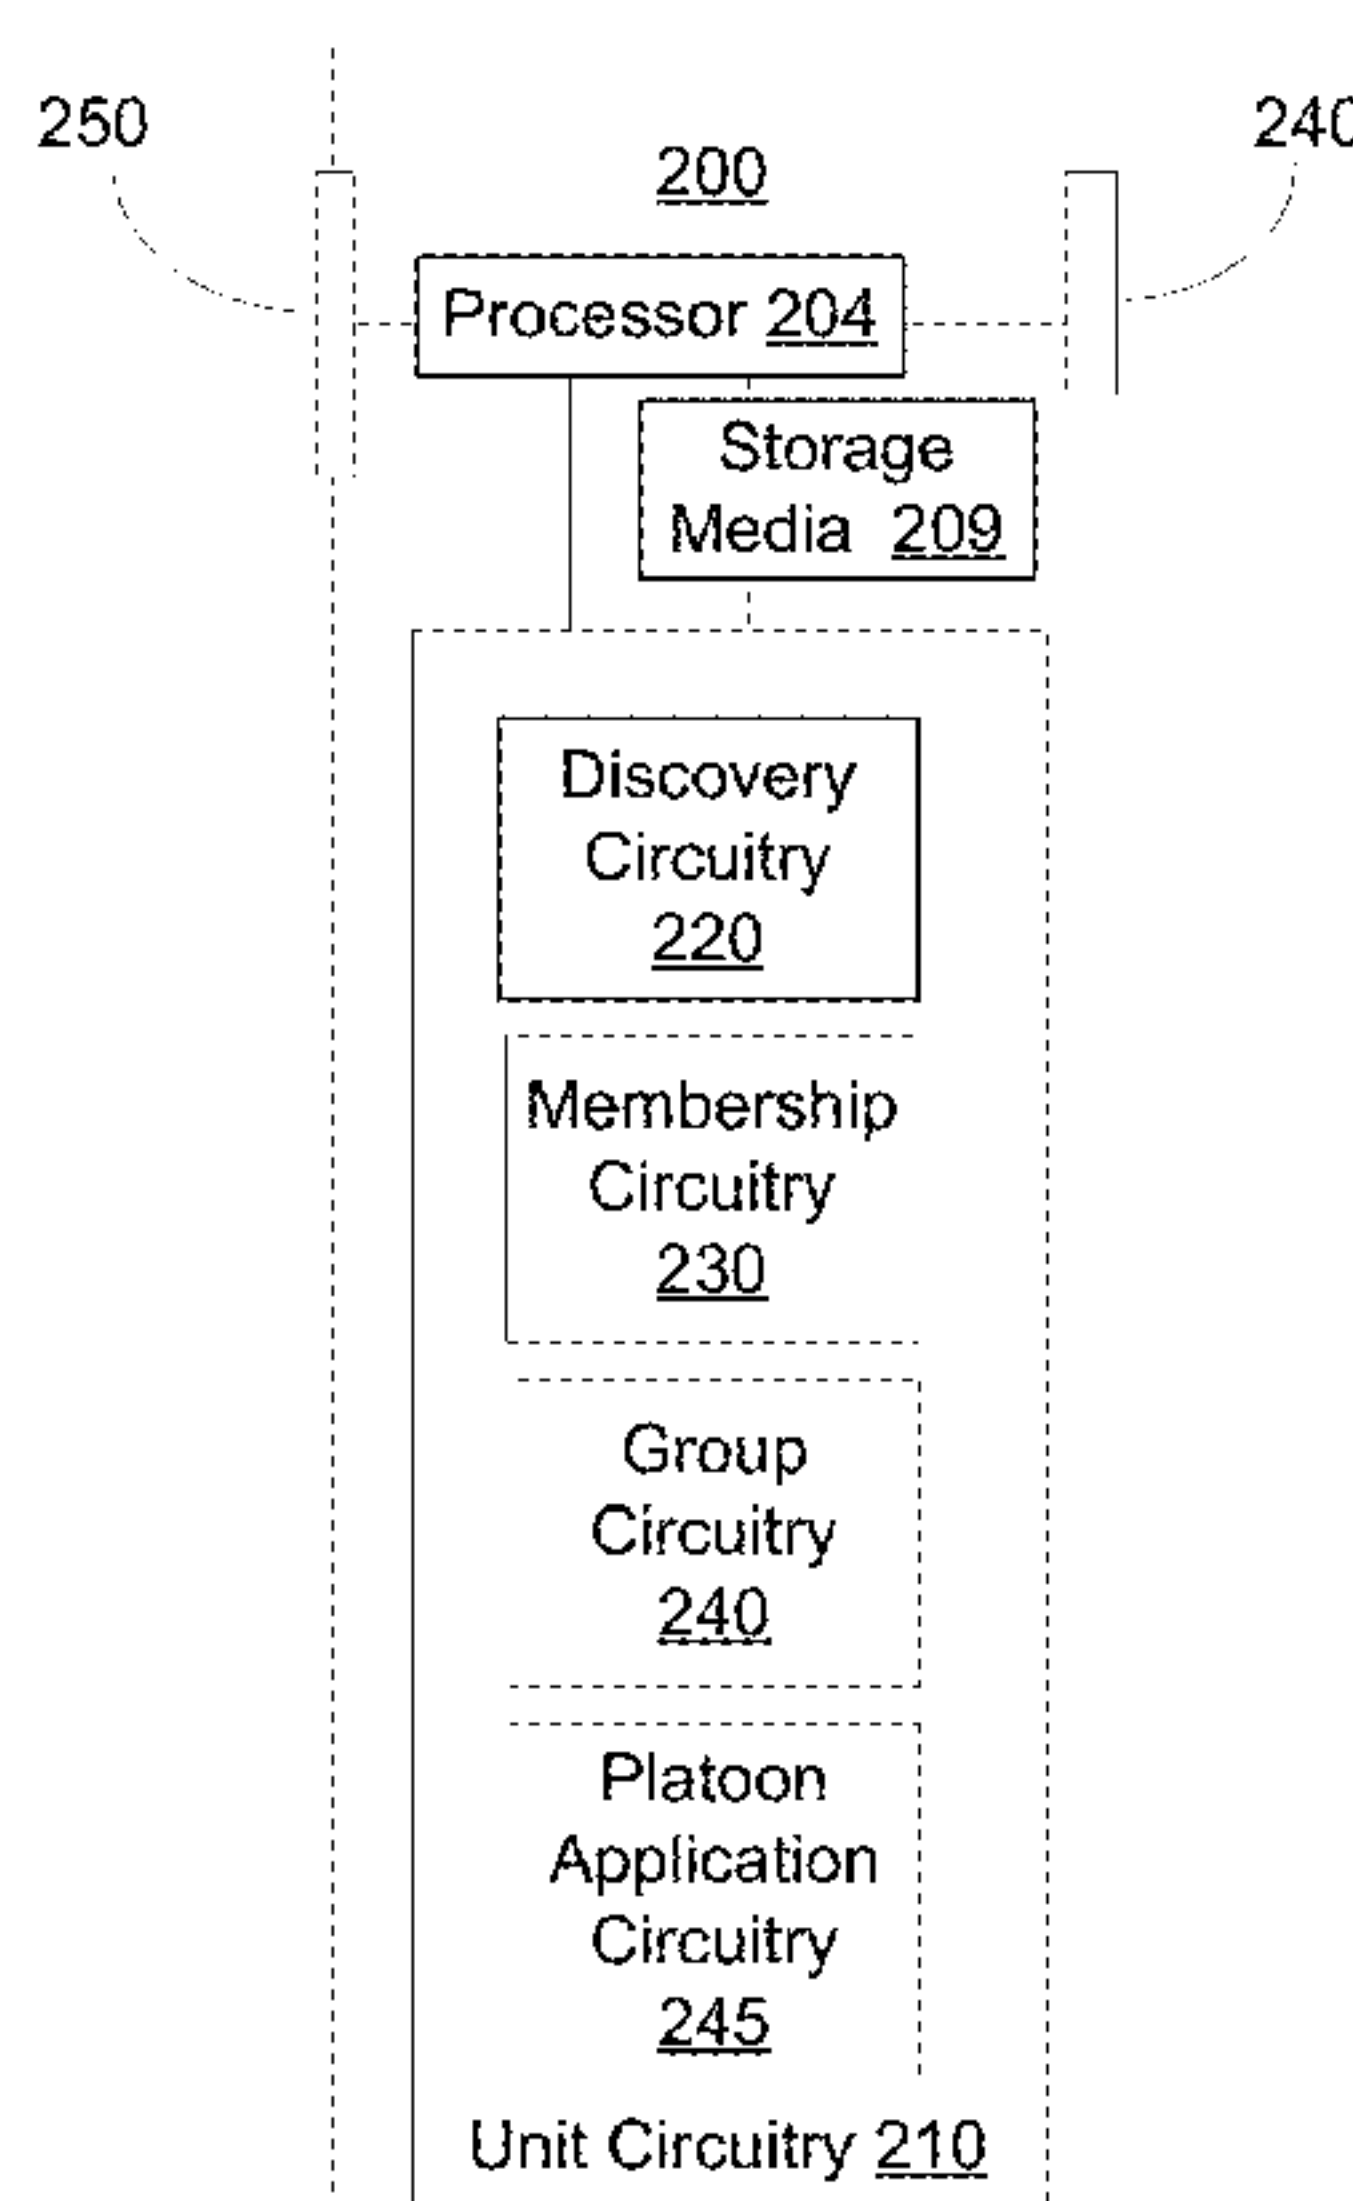 250
200
240
Processor 204
Storage
Media 209
Discovery
Circuitry
220
Membership
Circuitry
230
Group
Circuitry
240
Platoon
Application
Circuitry
245
Unit Circuitry 210